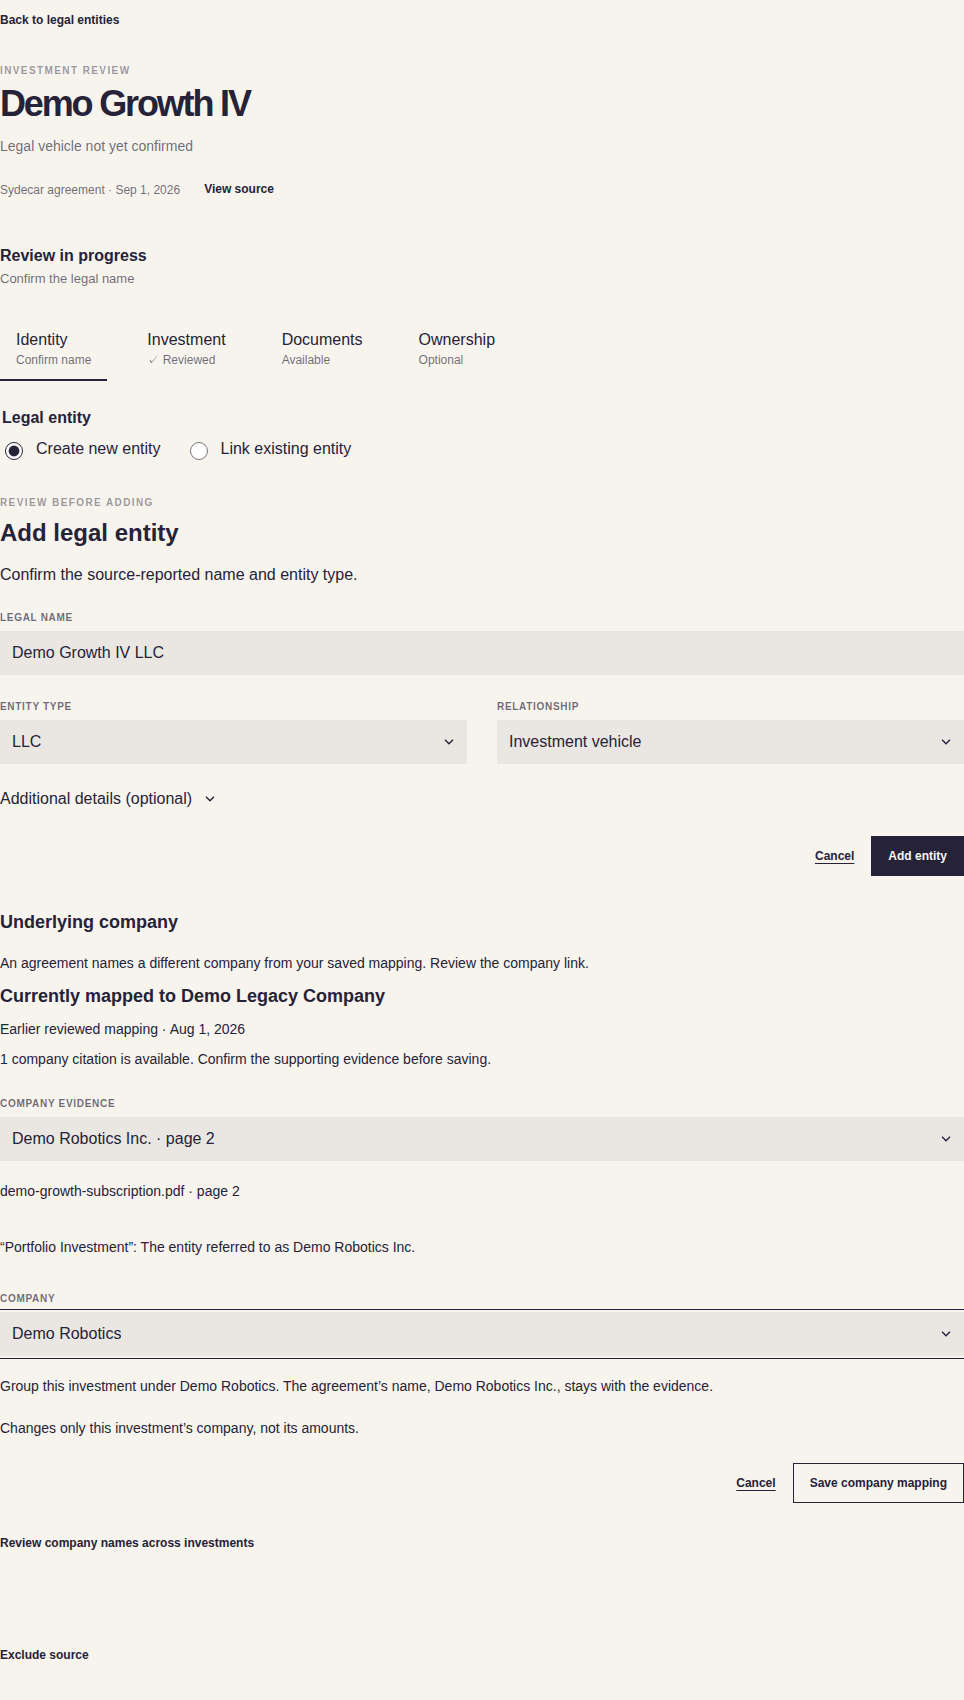 Back to legal entities
INVESTMENT REVIEW
Demo Growth IV
Legal vehicle not yet confirmed
Sydecar agreement · Sep 1, 2026 View source
Review in progress
Confirm the legal name
Identity Investment Documents Ownership
Confirm name ✓ Reviewed Available Optional
Legal entity
Create new entity Link existing entity
REVIEW BEFORE ADDING
Add legal entity
Confirm the source-reported name and entity type.
LEGAL NAME
Demo Growth IV LLC
ENTITY TYPE RELATIONSHIP
LLC Investment vehicle
Additional details (optional)
Cancel Add entity
Underlying company
An agreement names a different company from your saved mapping. Review the company link.
Currently mapped to Demo Legacy Company
Earlier reviewed mapping · Aug 1, 2026
1 company citation is available. Confirm the supporting evidence before saving.
COMPANY EVIDENCE
Demo Robotics Inc. · page 2
demo-growth-subscription.pdf · page 2
“Portfolio Investment”: The entity referred to as Demo Robotics Inc.
COMPANY
Demo Robotics
Group this investment under Demo Robotics. The agreement’s name, Demo Robotics Inc., stays with the evidence.
Changes only this investment’s company, not its amounts.
Cancel Save company mapping
Review company names across investments
Exclude source